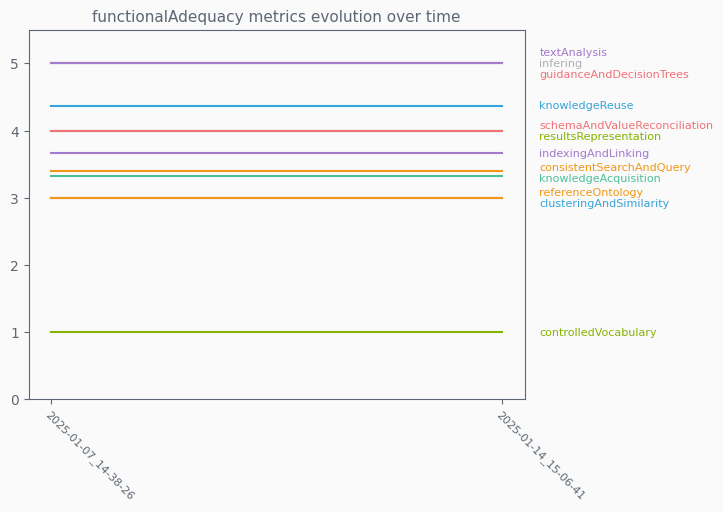 functionalAdequacy metrics evolution over time
5
4
3
2
1
0
textAnalysis
infering
guidanceAndDecisionTrees
knowledgeReuse
schemaAndValueReconciliation
resultsRepresentation
indexingAndLinking
consistentSearchAndQuery
knowledgeAcquisition
referenceOntology
clusteringAndSimilarity
controlledVocabulary
2025-01-07_14-38-26
2025-01-14_15-06-41